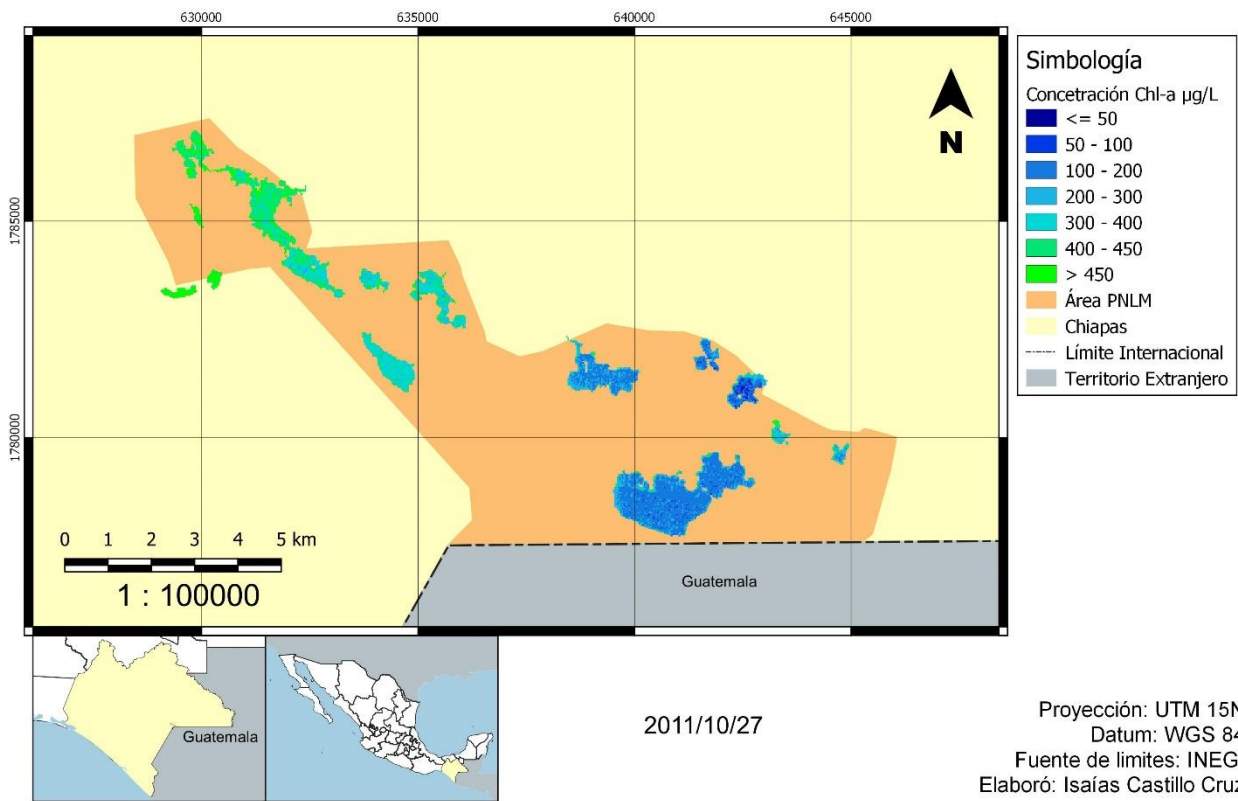 630000
635000
640000
645000
1785000
1780000
N
0 1 2 3 4 5 km
1 : 100000
Guatemala
Simbología
Concetración Chl-a µg/L
<= 50
50 - 100
100 - 200
200 - 300
300 - 400
400 - 450
> 450
Área PNLM
Chiapas
Límite Internacional
Territorio Extranjero
Guatemala
2011/10/27
Proyección: UTM 15N
Datum: WGS 84
Fuente de limites: INEG
Elaboró: Isaías Castillo Cruz